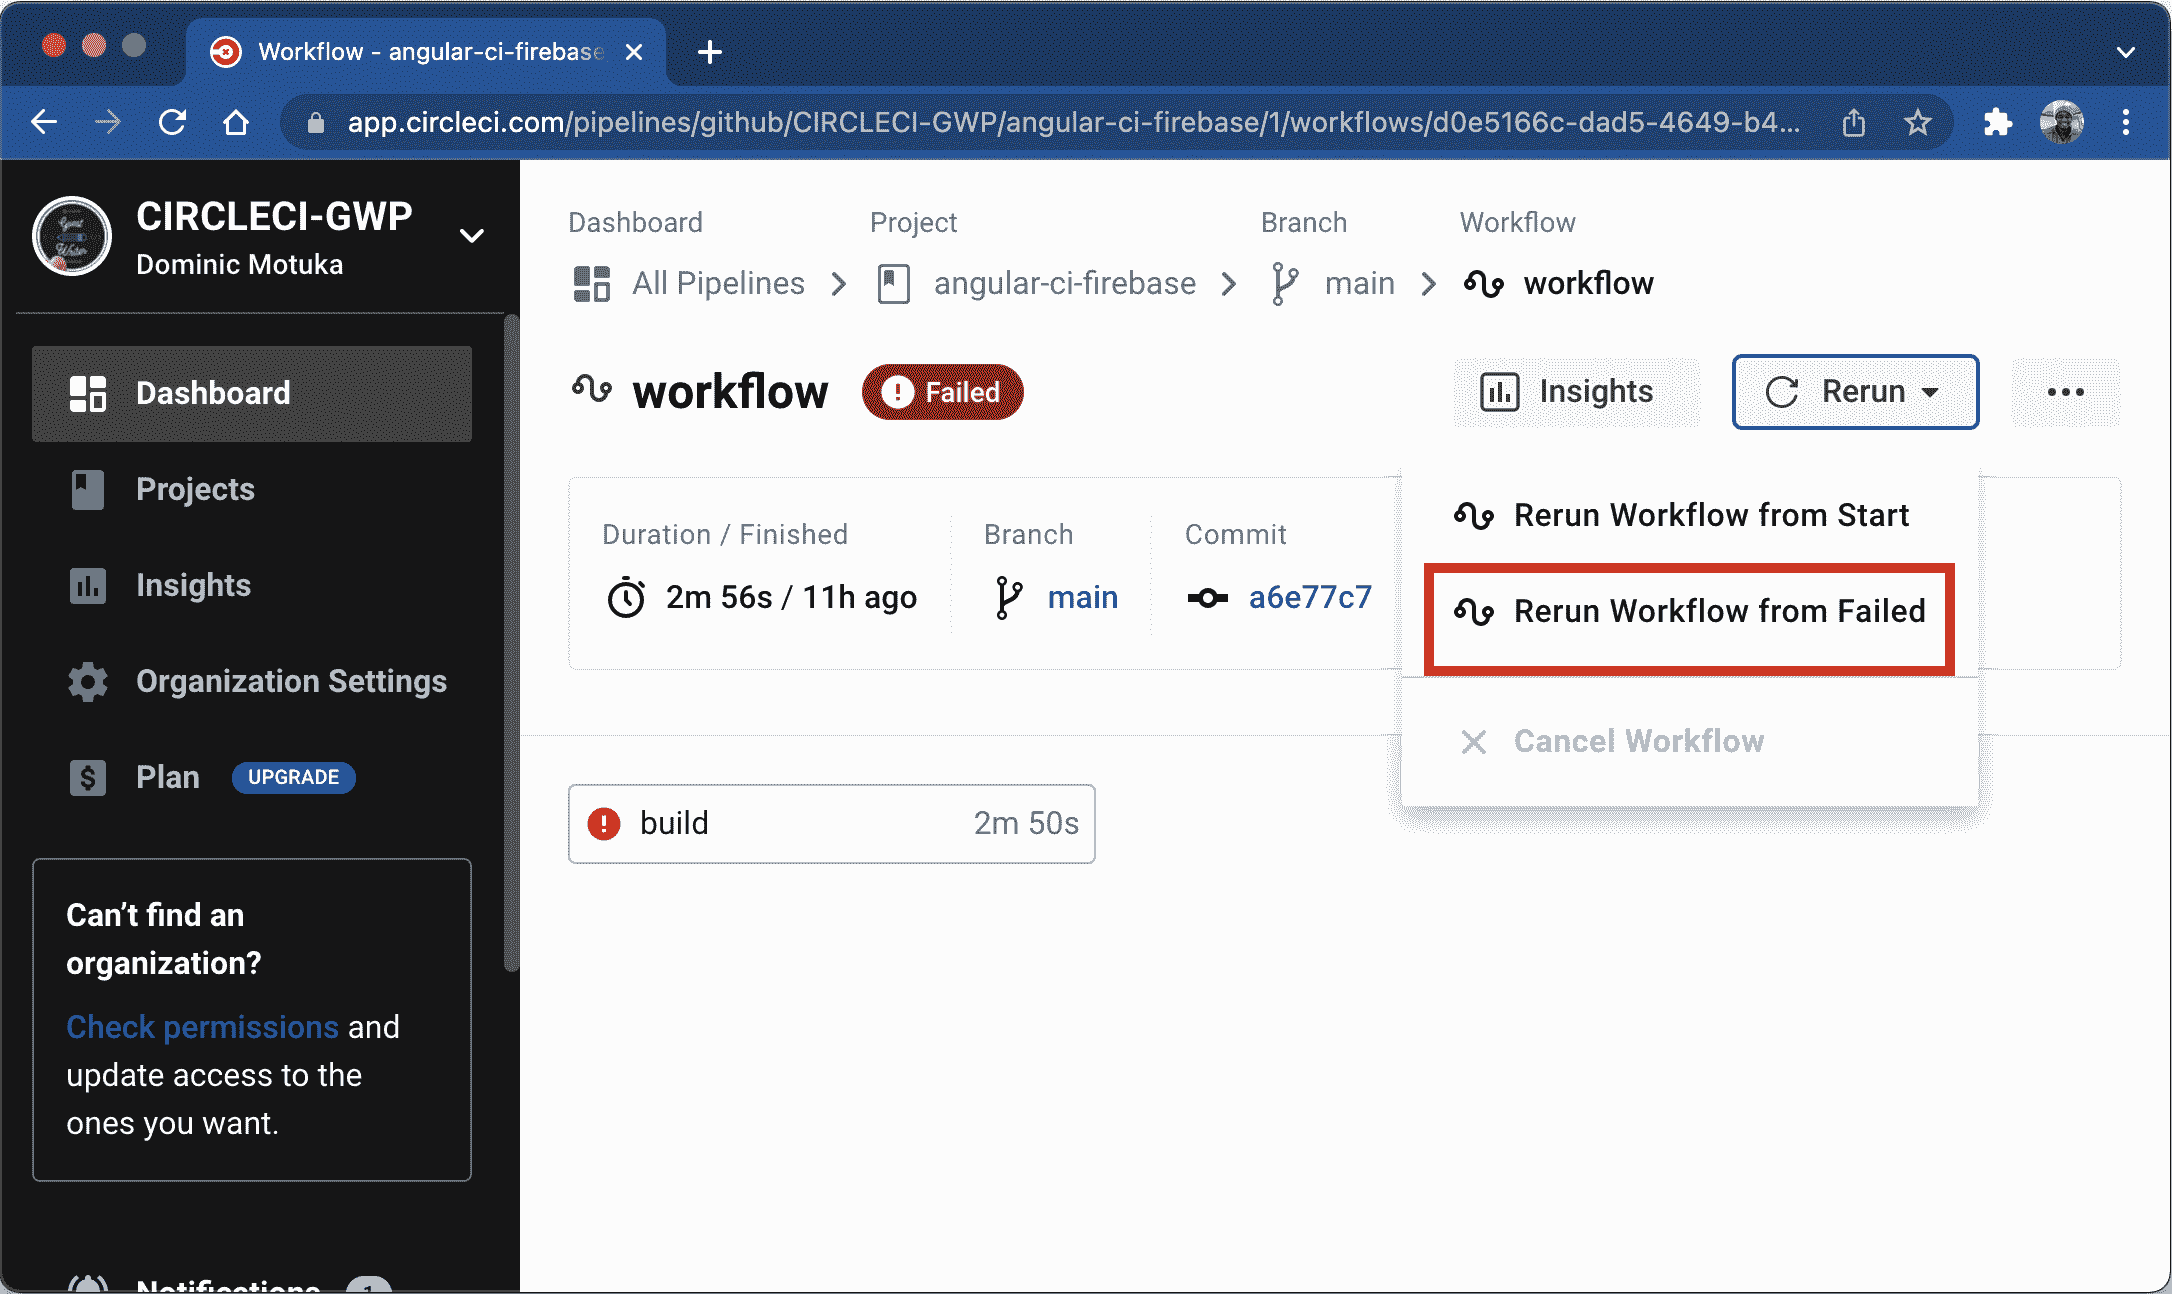 Workflow - angular-ci-firebase
app.circleci.com/pipelines/github/CIRCLECI-GWP/angular-ci-firebase/1/workflows/d0e5166c-dad5-4649-b4...
CIRCLECI-GWP
Dominic Motuka
Dashboard
Projects
Insights
Organization Settings
Plan UPGRADE
Can't find an
organization?
Check permissions and
update access to the
ones you want.
Notifications 1
Dashboard Project Branch Workflow
All Pipelines angular-ci-firebase main workflow
workflow Failed Insights Rerun
Duration / Finished Branch Commit
2m 56s / 11h ago main a6e77c7
Rerun Workflow from Start
Rerun Workflow from Failed
Cancel Workflow
build 2m 50s